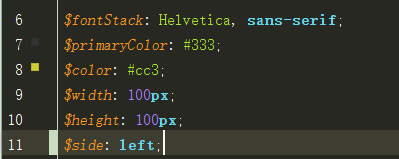 6 $fontStack: Helvetica, sans-serif;
7 $primaryColor: #333;
8 $color: #cc3;
9 $width: 100px;
10 $height: 100px;
11 $side: left;